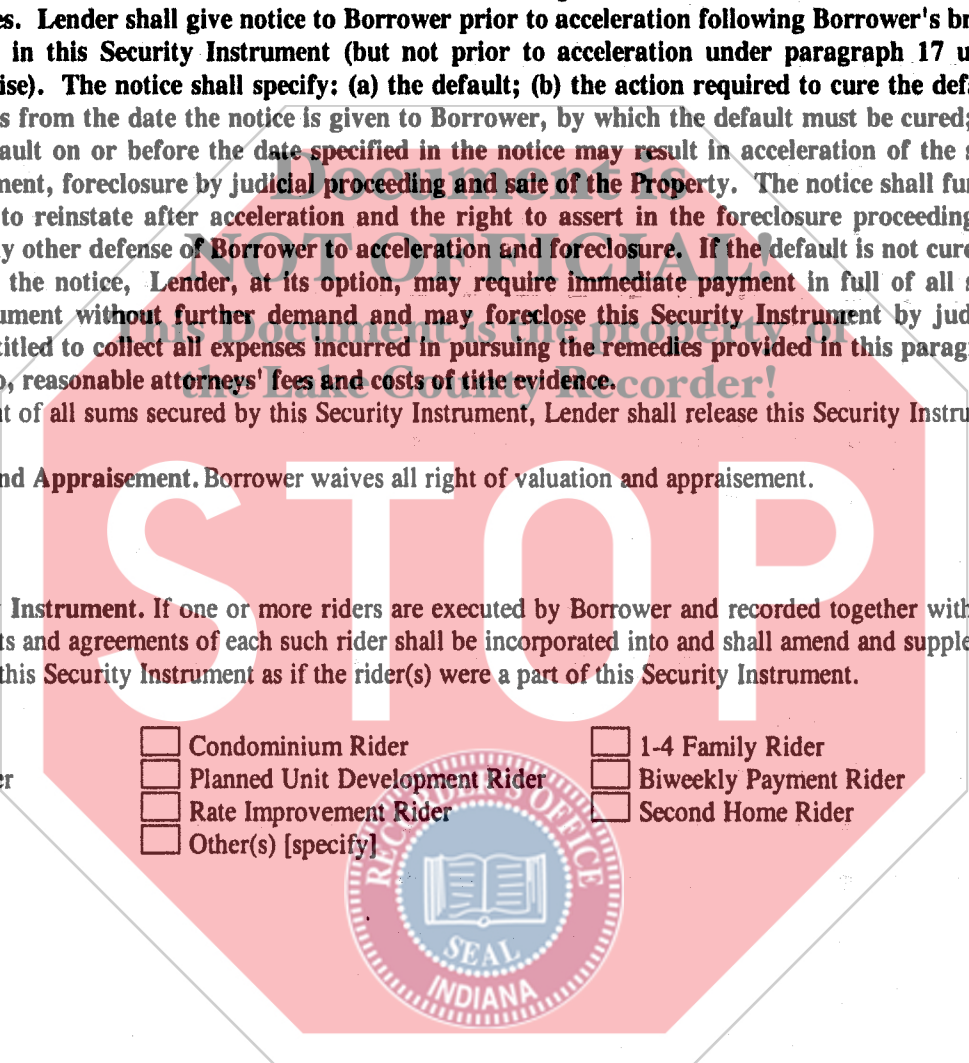 es. Lender shall give notice to Borrower prior to acceleration following Borrower's br
in this Security Instrument (but not prior to acceleration under paragraph 17 u
ise). The notice shall specify: (a) the default; (b) the action required to cure the defa
s from the date the notice is given to Borrower, by which the default must be cured;
ault on or before the date specified in the notice may result in acceleration of the s
ment, foreclosure by judicial proceeding and sale of the Property. The notice shall fur
to reinstate after acceleration and the right to assert in the foreclosure proceeding
y other defense of Borrower to acceleration and foreclosure. If the default is not cure
the notice, Lender, at its option, may require immediate payment in full of all s
ument without further demand and may foreclose this Security Instrument by jud
titled to collect all expenses incurred in pursuing the remedies provided in this parag
o, reasonable attorneys' fees and costs of title evidence.
nt of all sums secured by this Security Instrument, Lender shall release this Security Instru
nd Appraisement. Borrower waives all right of valuation and appraisement.
Instrument. If one or more riders are executed by Borrower and recorded together with
ts and agreements of each such rider shall be incorporated into and shall amend and supple
this Security Instrument as if the rider(s) were a part of this Security Instrument.
Condominium Rider 1-4 Family Rider
er Planned Unit Development Rider Biweekly Payment Rider
Rate Improvement Rider Second Home Rider
Other(s) [specify]
Document is
NOT OFFICIAL!
This Document is the property of
the Lake County Recorder!
STOP
RECORDER'S OFFICE
SEAL
INDIANA